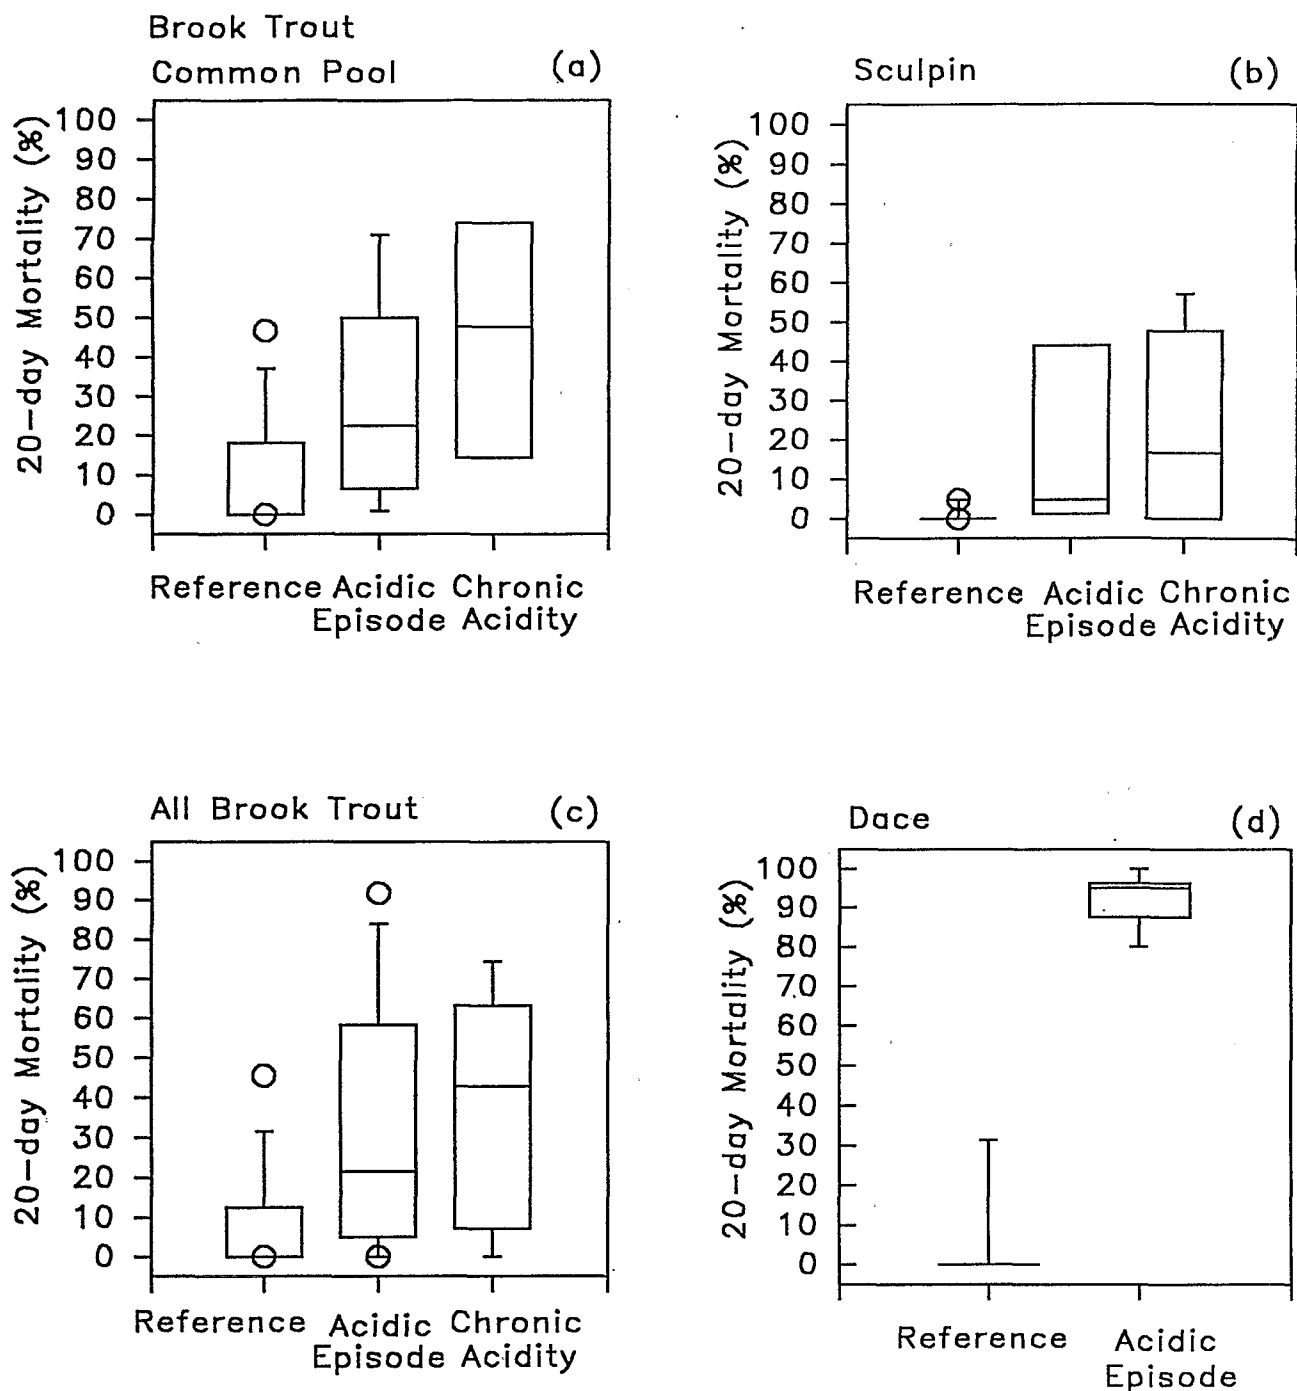 Brook Trout
Common Pool
(a)
20-day Mortality (%)
100
90
80
70
60
50
40
30
20
10
0
Reference Acidic Chronic
Episode Acidity
Sculpin
(b)
20-day Mortality (%)
100
90
80
70
60
50
40
30
20
10
0
Reference Acidic Chronic
Episode Acidity
All Brook Trout
(c)
20-day Mortality (%)
100
90
80
70
60
50
40
30
20
10
0
Reference Acidic Chronic
Episode Acidity
Dace
(d)
20-day Mortality (%)
100
90
80
70
60
50
40
30
20
10
0
Reference Acidic
Episode